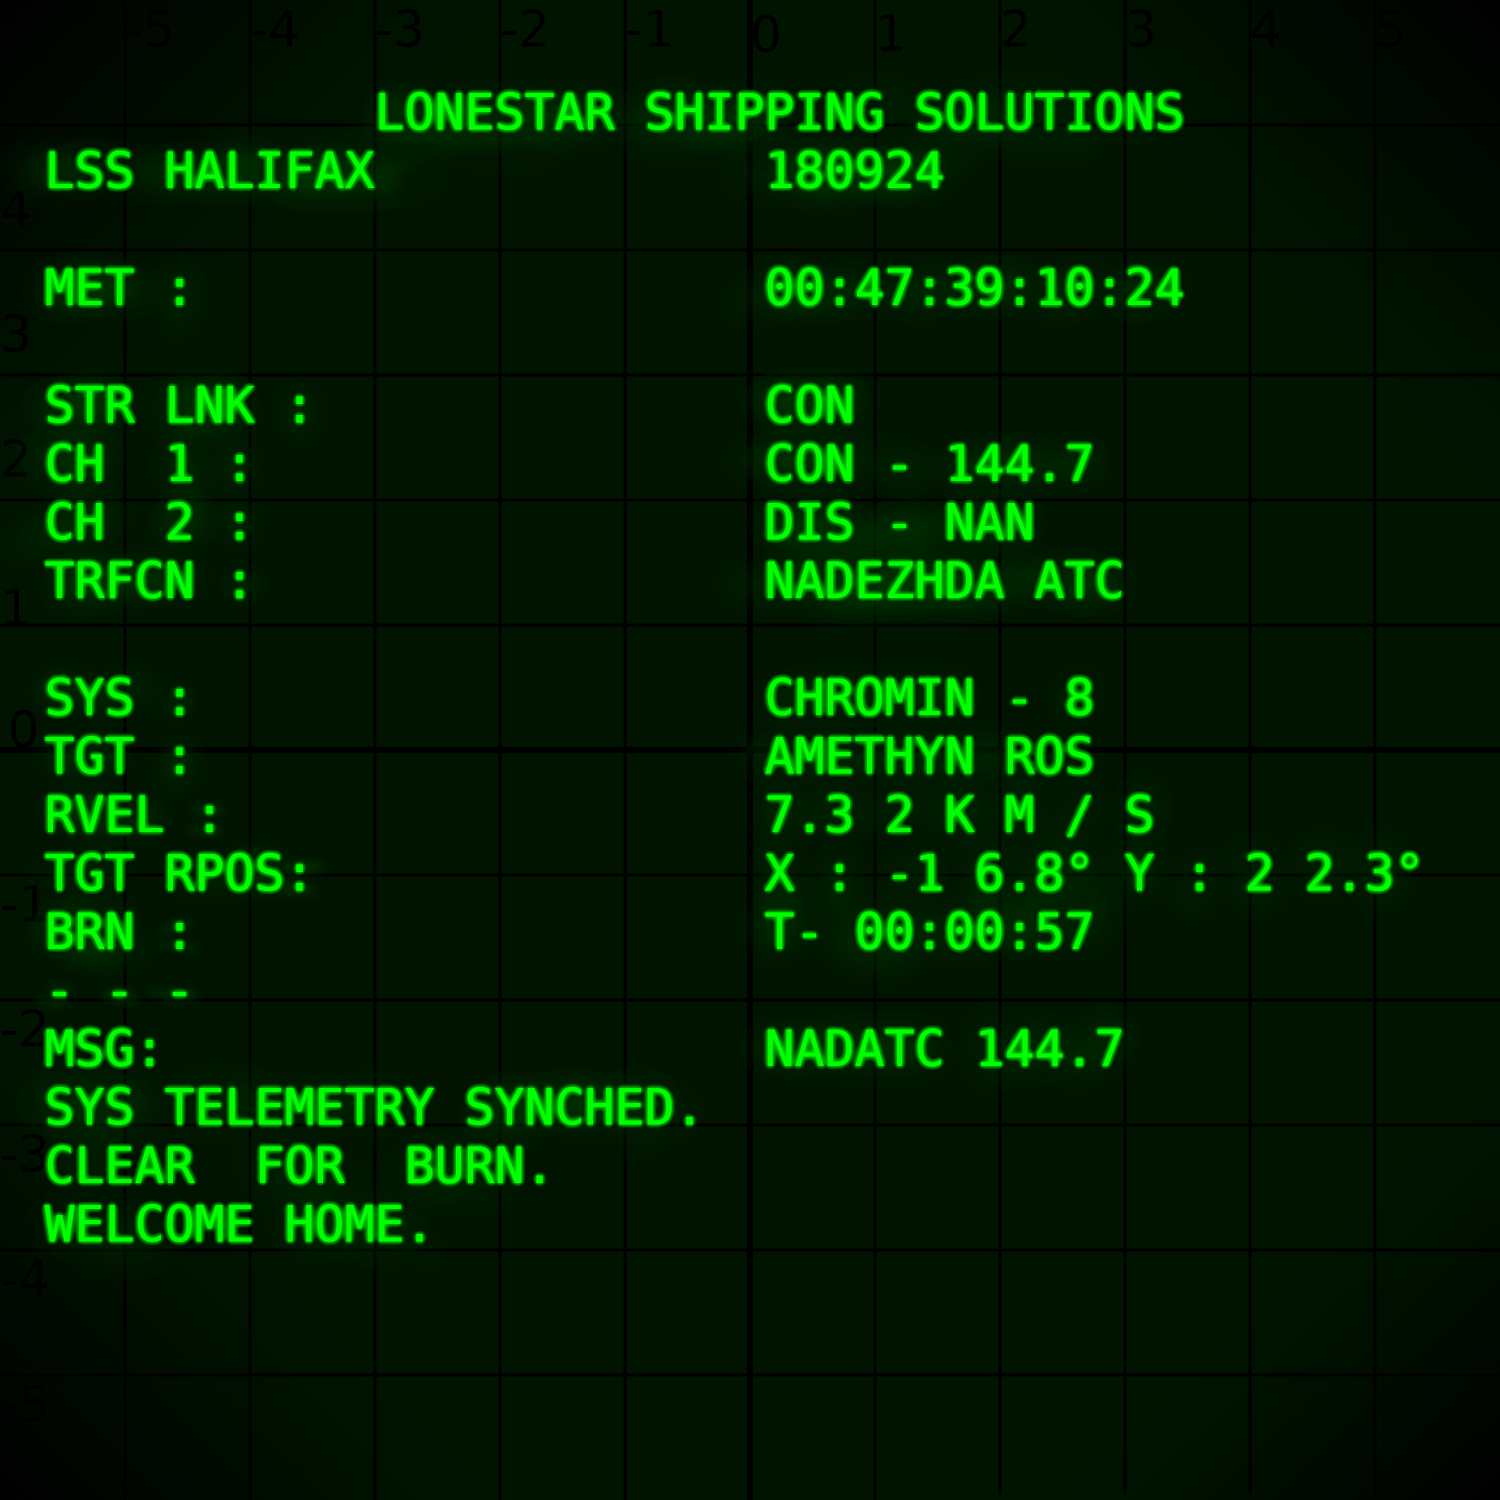 -5 -4 -3 -2 -1 0 1 2 3 4 5
LONESTAR SHIPPING SOLUTIONS
LSS HALIFAX 180924
4
MET : 00:47:39:10:24
3
STR LNK : CON
2
CH 1 : CON - 144.7
CH 2 : DIS - NAN
TRFCN : NADEZHDA ATC
1
SYS : CHROMIN - 8
0
TGT : AMETHYN ROS
RVEL : 7.3 2 K M / S
TGT RPOS: X : -1 6.8° Y : 2 2.3°
-1
BRN : T- 00:00:57
- - -
-2
MSG: NADATC 144.7
SYS TELEMETRY SYNCHED.
-3
CLEAR FOR BURN.
WELCOME HOME.
-4
-5